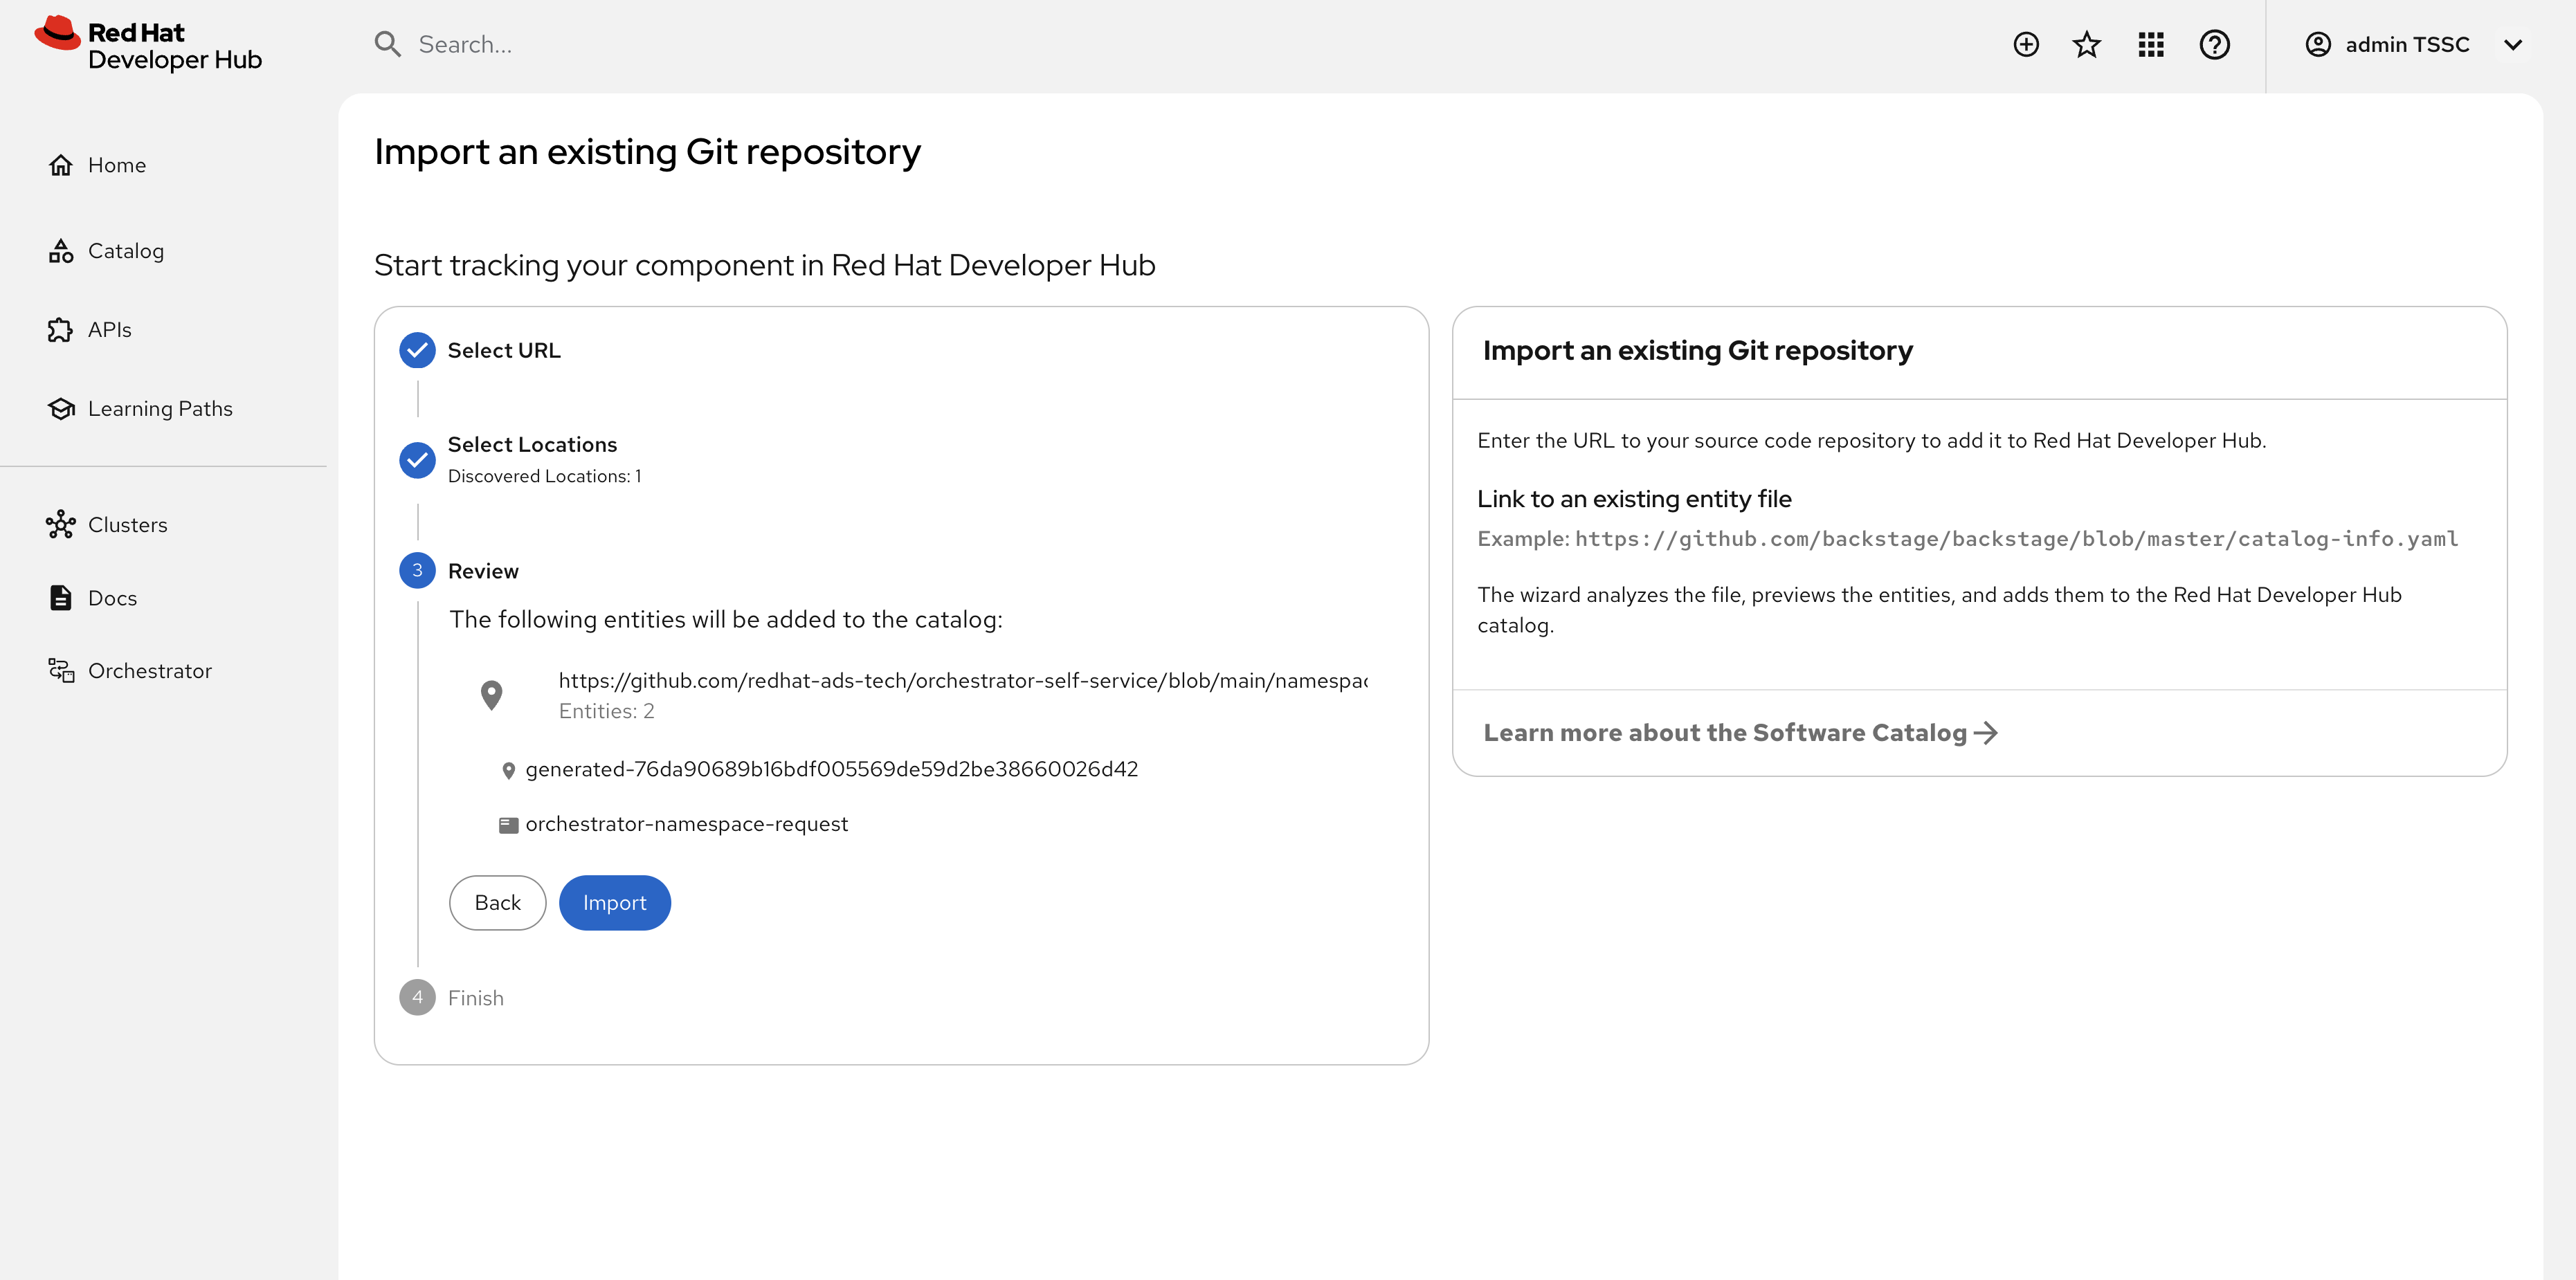 Red Hat
Developer Hub
Search...
admin TSSC
Home
Catalog
APIs
Learning Paths
Clusters
Docs
Orchestrator
Import an existing Git repository
Start tracking your component in Red Hat Developer Hub
Select URL
Select Locations
Discovered Locations: 1
3 Review
The following entities will be added to the catalog:
https://github.com/redhat-ads-tech/orchestrator-self-service/blob/main/namespac
Entities: 2
generated-76da90689b16bdf005569de59d2be38660026d42
orchestrator-namespace-request
Back Import
4 Finish
Import an existing Git repository
Enter the URL to your source code repository to add it to Red Hat Developer Hub.
Link to an existing entity file
Example: https://github.com/backstage/backstage/blob/master/catalog-info.yaml
The wizard analyzes the file, previews the entities, and adds them to the Red Hat Developer Hub
catalog.
Learn more about the Software Catalog